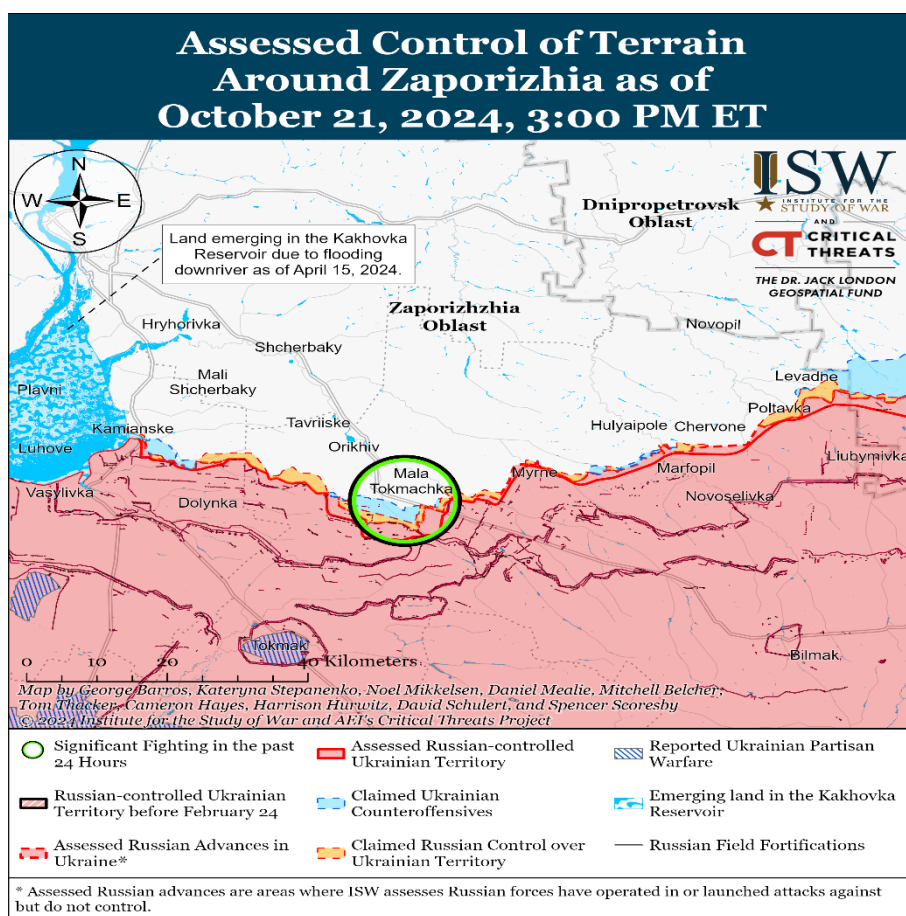 Assessed Control of Terrain
Around Zaporizhia as of
October 21, 2024, 3:00 PM ET
N
W E
S
ISW
INSTITUTE FOR THE
STUDY OF WAR
AND
CT CRITICAL
THREATS
THE DR. JACK LONDON
GEOSPATIAL FUND
Dnipropetrovsk
Oblast
Land emerging in the Kakhovka
Reservoir due to flooding
downriver as of April 15, 2024.
Zaporizhzhia
Oblast
Hryhorivka
Novopil
Shcherbaky
Mali
Shcherbaky
Levadne
Plavni
Poltavka
Tavriiske
Kamianske
Hulyaipole
Chervone
Orikhiv
Luhove
Liubymivka
Mala
Tokmachka
Myrne
Marfopil
Vasylivka
Dolynka
Novoselivka
Tokmak
Bilmak
0 10 20 40 Kilometers
Map by George Barros, Kateryna Stepanenko, Noel Mikkelsen, Daniel Mealie, Mitchell Belcher,
Tom Thacker, Cameron Hayes, Harrison Hurwitz, David Schulert, and Spencer Scoresby
© 2024 Institute for the Study of War and AEI's Critical Threats Project
Significant Fighting in the past
24 Hours
Assessed Russian-controlled
Ukrainian Territory
Reported Ukrainian Partisan
Warfare
Russian-controlled Ukrainian
Territory before February 24
Claimed Ukrainian
Counteroffensives
Emerging land in the Kakhovka
Reservoir
Assessed Russian Advances in
Ukraine*
Claimed Russian Control over
Ukrainian Territory
Russian Field Fortifications
* Assessed Russian advances are areas where ISW assesses Russian forces have operated in or launched attacks against
but do not control.